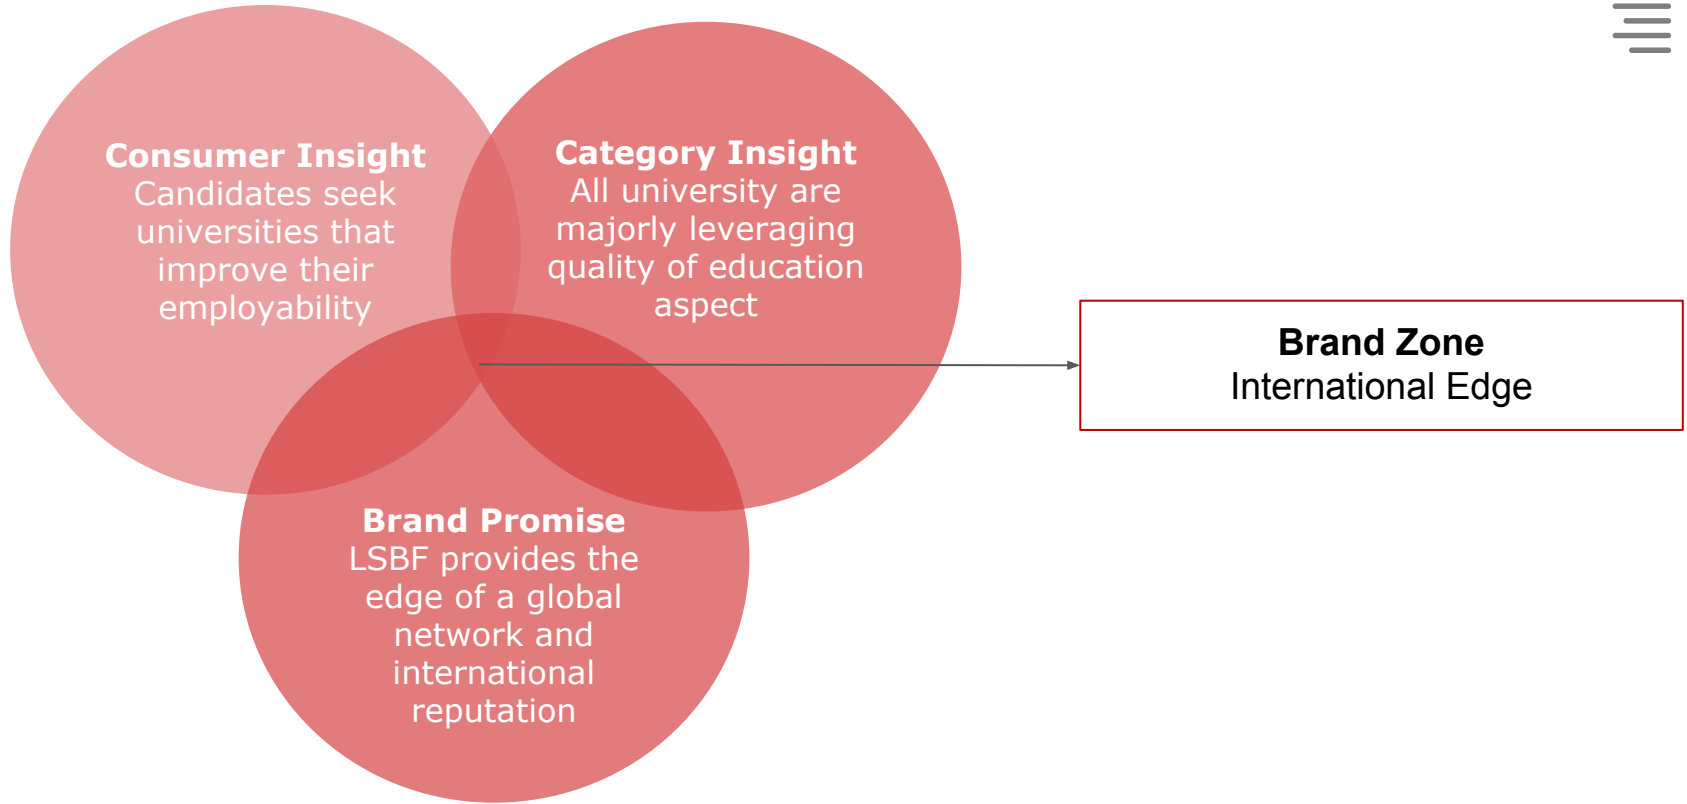 Consumer Insight
Candidates seek
universities that
improve their
employability
Category Insight
All university are
majorly leveraging
quality of education
aspect
Brand Promise
LSBF provides the
edge of a global
network and
international
reputation
Brand Zone
International Edge